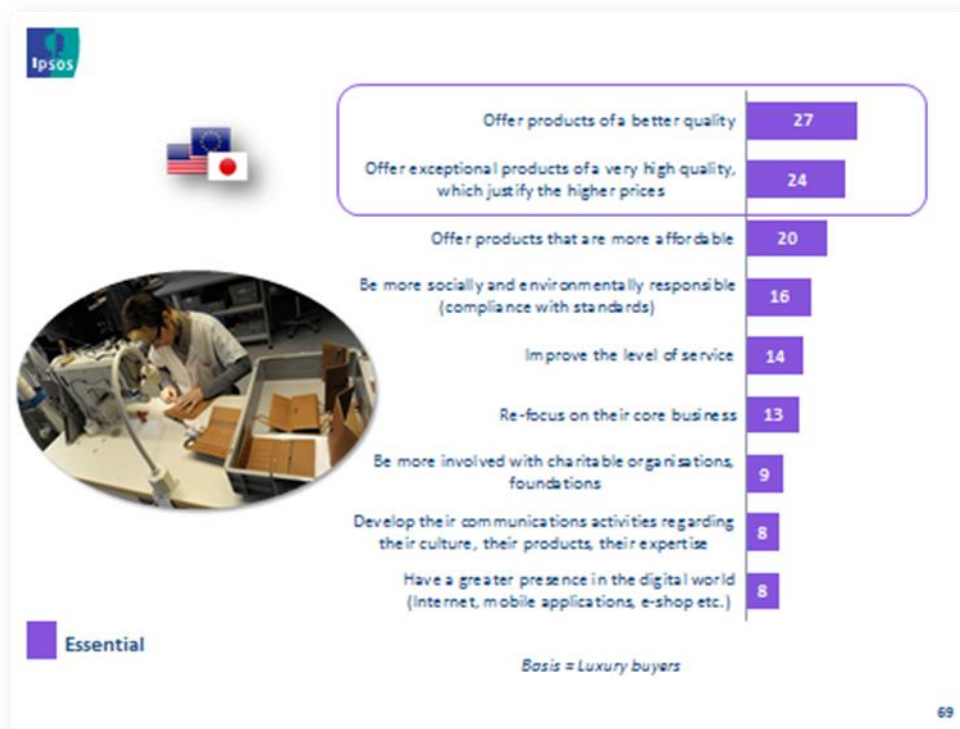 Ipsos
Offer products of a better quality
27
Offer exceptional products of a very high quality,
which justify the higher prices
24
Offer products that are more affordable
20
Be more socially and environmentally responsible
(compliance with standards)
16
Improve the level of service
14
Re-focus on their core business
13
Be more involved with charitable organisations,
foundations
9
Develop their communications activities regarding
their culture, their products, their expertise
8
Have a greater presence in the digital world
(Internet, mobile applications, e-shop etc.)
8
Essential
Basis = Luxury buyers
69